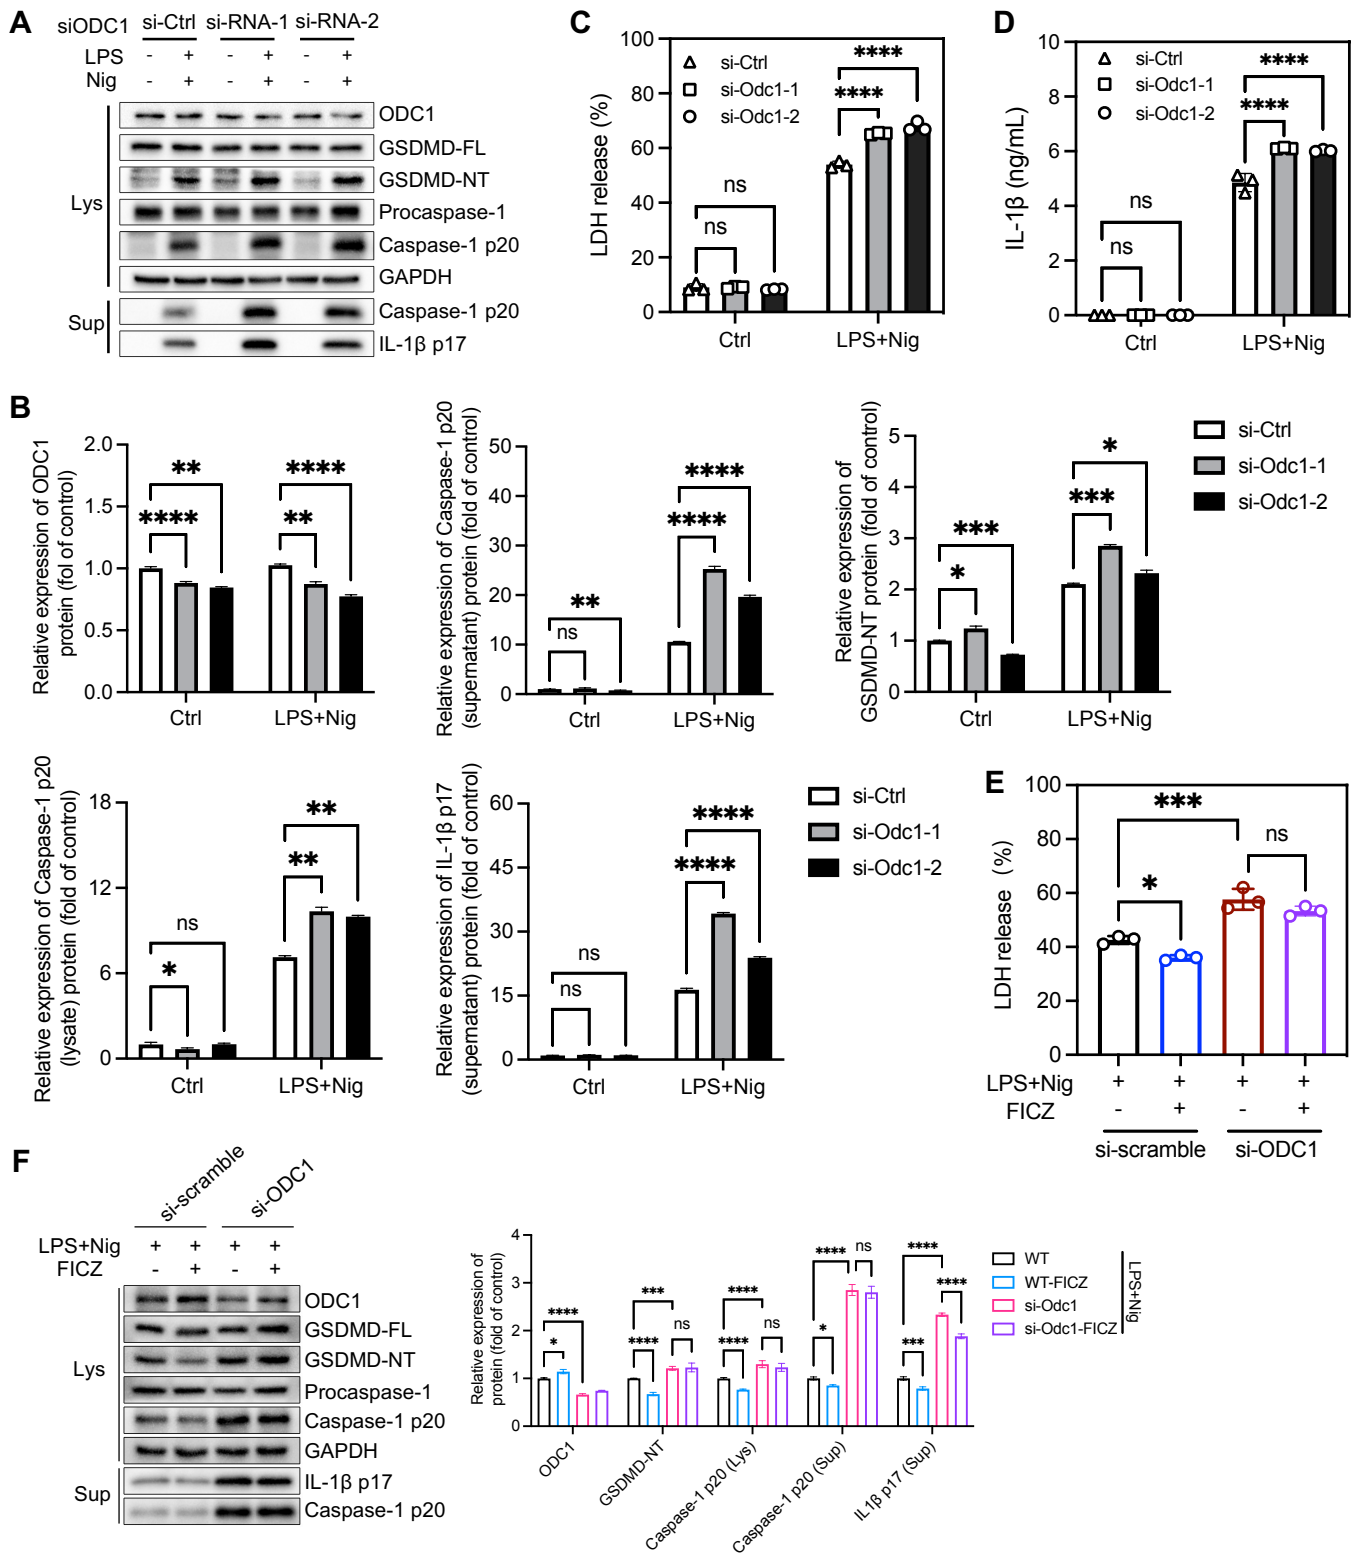 A
siODC1 si-Ctrl si-RNA-1 si-RNA-2
LPS - + - + - +
Nig - + - + - +
Lys
ODC1
GSDMD-FL
GSDMD-NT
Procaspase-1
Caspase-1 p20
GAPDH
Sup
Caspase-1 p20
IL-1β p17
C
LDH release (%)
100
80
60
40
20
0
si-Ctrl
si-Odc1-1
si-Odc1-2
ns
ns
****
****
Ctrl LPS+Nig
D
IL-1β (ng/mL)
10
8
6
4
2
0
si-Ctrl
si-Odc1-1
si-Odc1-2
ns
ns
****
****
Ctrl LPS+Nig
B
Relative expression of ODC1
protein (fol of control)
2.0
1.5
1.0
0.5
0.0
**
****
****
**
Ctrl LPS+Nig
Relative expression of Caspase-1 p20
(supernatant) protein (fold of control)
50
40
30
20
10
0
**
ns
****
****
Ctrl LPS+Nig
Relative expression of
GSDMD-NT protein (fold of control)
5
4
3
2
1
0
***
*
*
***
Ctrl LPS+Nig
si-Ctrl
si-Odc1-1
si-Odc1-2
Relative expression of Caspase-1 p20
(lysate) protein (fold of control)
18
12
6
0
ns
*
**
**
Ctrl LPS+Nig
Relative expression of IL-1β p17
(supernatant) protein (fold of control)
60
45
30
15
0
ns
ns
****
****
Ctrl LPS+Nig
si-Ctrl
si-Odc1-1
si-Odc1-2
E
LDH release (%)
100
80
60
40
20
0
***
*
ns
LPS+Nig + + + +
FICZ - + - +
si-scramble si-ODC1
F
si-scramble si-ODC1
LPS+Nig + + + +
FICZ - + - +
Lys
ODC1
GSDMD-FL
GSDMD-NT
Procaspase-1
Caspase-1 p20
GAPDH
Sup
IL-1β p17
Caspase-1 p20
Relative expression of
protein (fold of control)
4
3
2
1
0
****
*
***
****
ns
****
****
ns
****
*
ns
****
***
****
ODC1
GSDMD-NT
Caspase-1 p20 (Lys)
Caspase-1 p20 (Sup)
IL1β p17 (Sup)
WT
WT-FICZ
si-Odc1
si-Odc1-FICZ
LPS+Nig